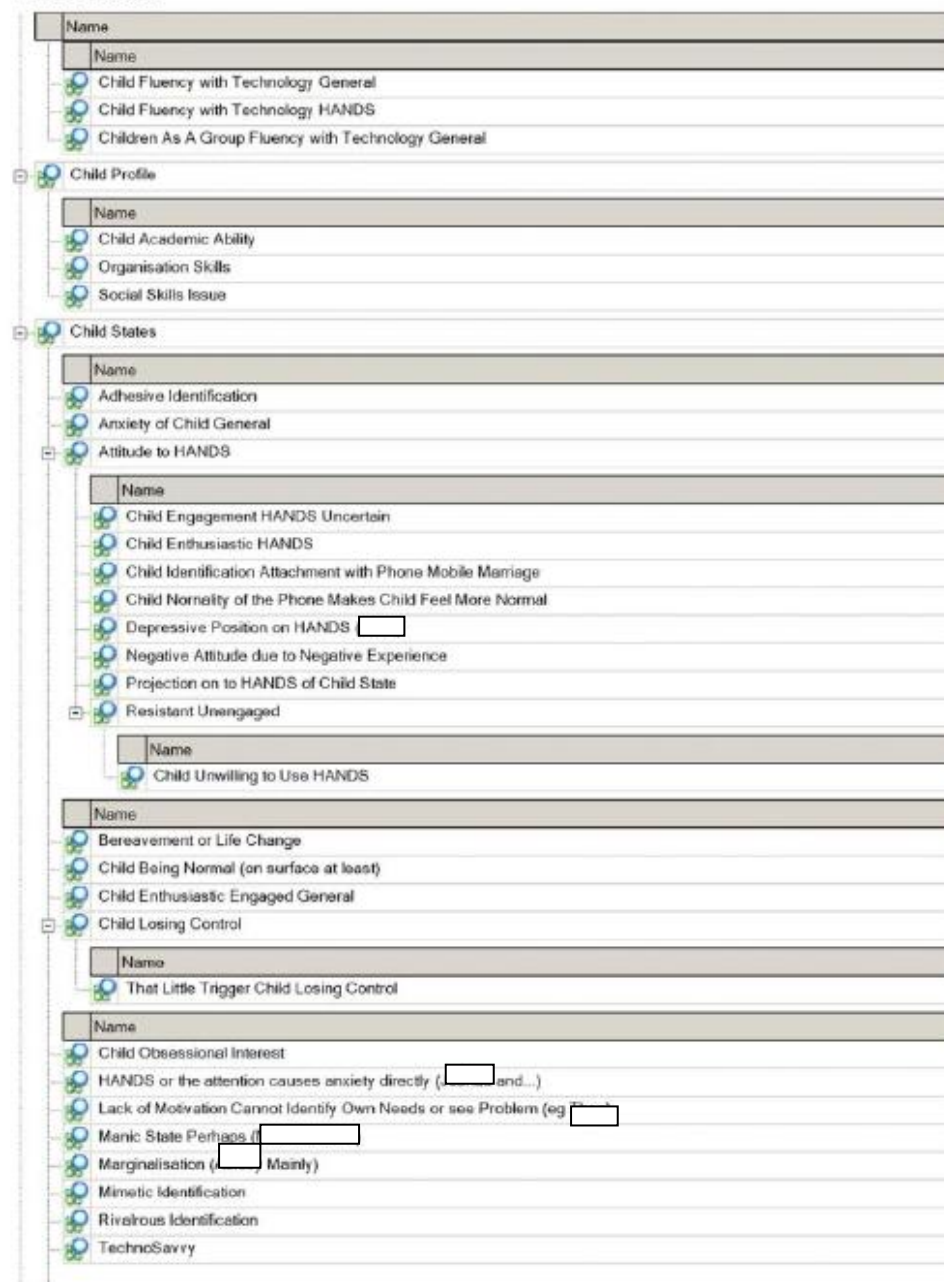 Name
Name
Child Fluency with Technology General
Child Fluency with Technology HANDS
Children As A Group Fluency with Technology General
Child Profile
Name
Child Academic Ability
Organisation Skills
Social Skills Issue
Child States
Name
Adhesive Identification
Anxiety of Child General
Attitude to HANDS
Name
Child Engagement HANDS Uncertain
Child Enthusiastic HANDS
Child Identification Attachment with Phone Mobile Marriage
Child Nornality of the Phone Makes Child Feel More Normal
Depressive Position on HANDS (
Negative Attitude due to Negative Experience
Projection on to HANDS of Child State
Resistant Unengaged
Name
Child Unwilling to Use HANDS
Name
Bereavement or Life Change
Child Being Normal (on surface at least)
Child Enthusiastic Engaged General
Child Losing Control
Name
That Little Trigger Child Losing Control
Name
Child Obsessional Interest
HANDS or the attention causes anxiety directly ( and...)
Lack of Motivation Cannot Identify Own Needs or see Problem (eg
Manic State Perhaps (
Marginalisation ( Mainly)
Mimetic Identification
Rivalrous Identification
TechnoSavvy